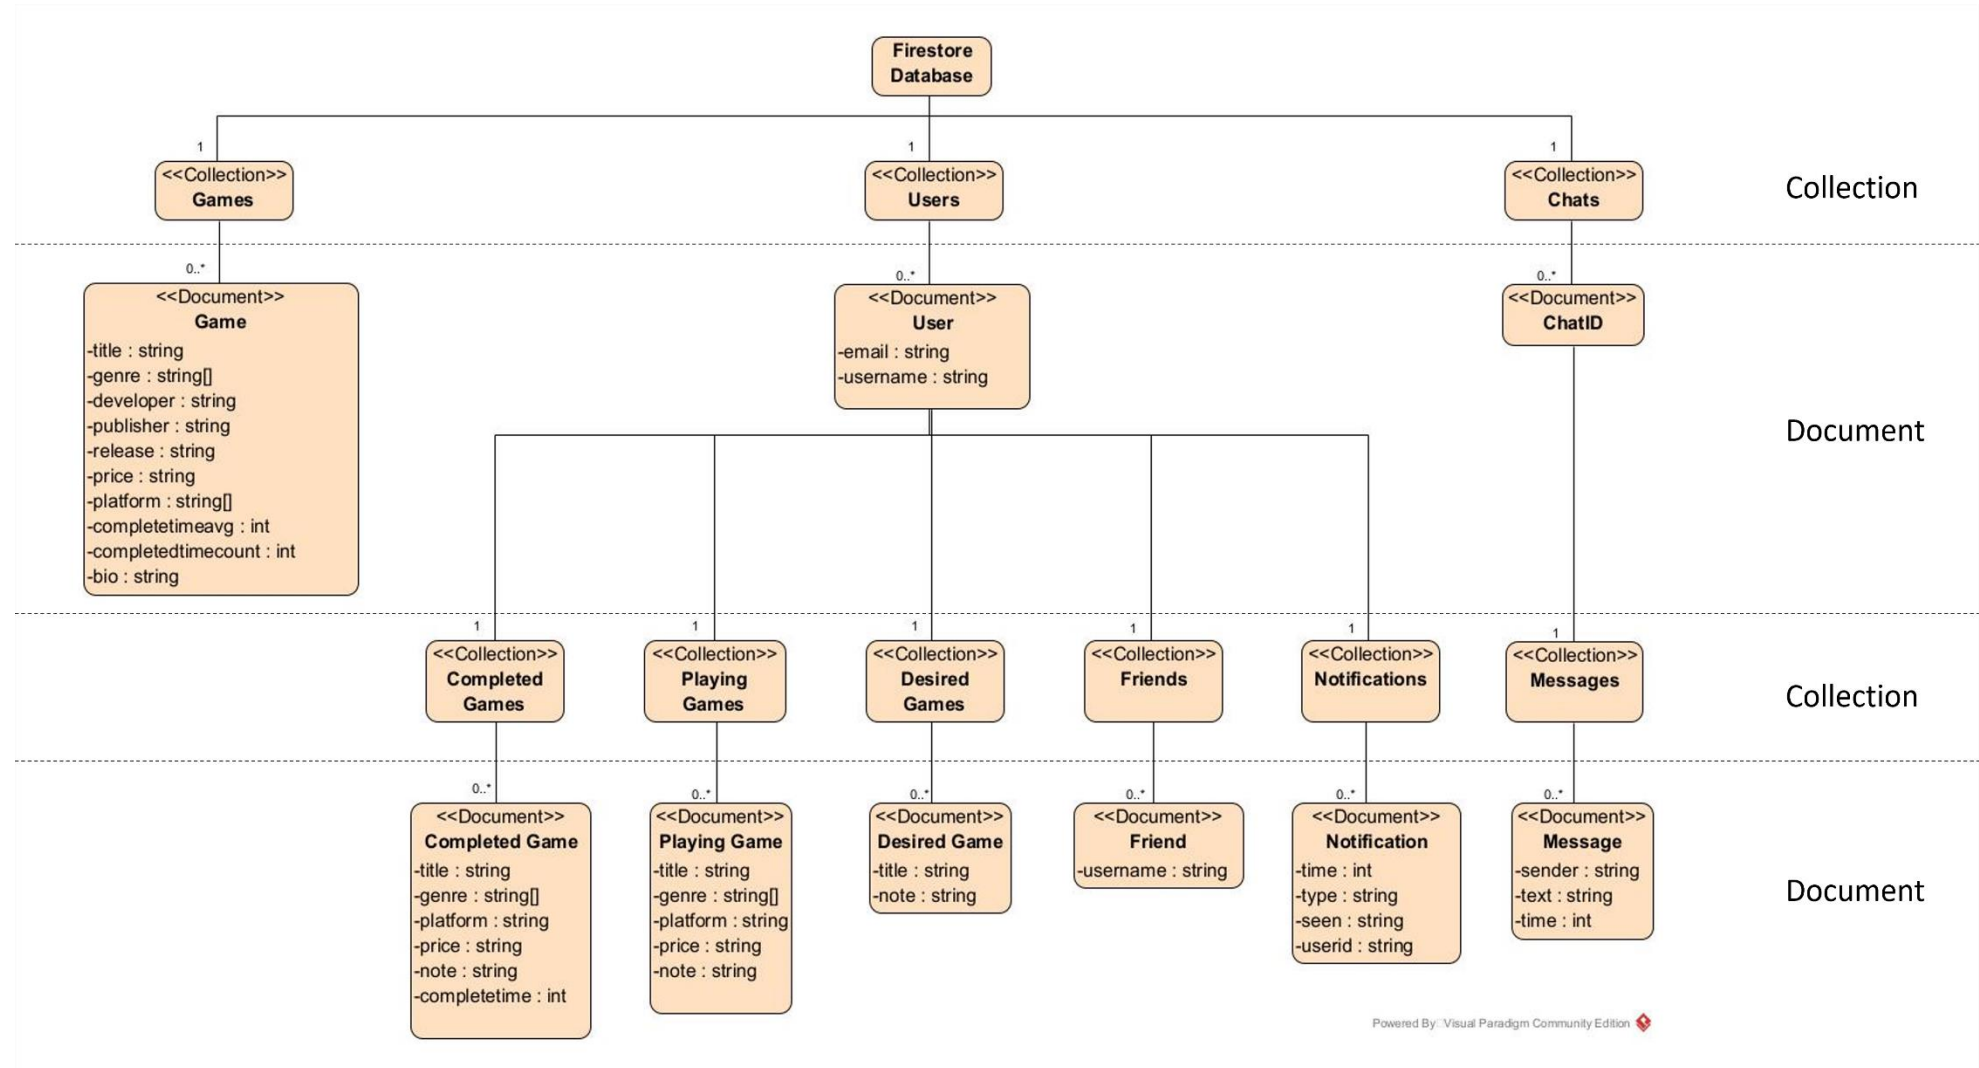 Firestore
Database
1
1
1
<<Collection>>
Games
<<Collection>>
Users
<<Collection>>
Chats
Collection
0..*
0..*
0..*
<<Document>>
Game
-title : string
-genre : string[]
-developer : string
-publisher : string
-release : string
-price : string
-platform : string[]
-completetimeavg : int
-completedtimecount : int
-bio : string
<<Document>>
User
-email : string
-username : string
<<Document>>
ChatID
Document
1
1
1
1
1
1
<<Collection>>
Completed
Games
<<Collection>>
Playing
Games
<<Collection>>
Desired
Games
<<Collection>>
Friends
<<Collection>>
Notifications
<<Collection>>
Messages
Collection
0..*
0..*
0..*
0..*
0..*
0..*
<<Document>>
Completed Game
-title : string
-genre : string[]
-platform : string
-price : string
-note : string
-completetime : int
<<Document>>
Playing Game
-title : string
-genre : string[]
-platform : string
-price : string
-note : string
<<Document>>
Desired Game
-title : string
-note : string
<<Document>>
Friend
-username : string
<<Document>>
Notification
-time : int
-type : string
-seen : string
-userid : string
<<Document>>
Message
-sender : string
-text : string
-time : int
Document
Powered By Visual Paradigm Community Edition